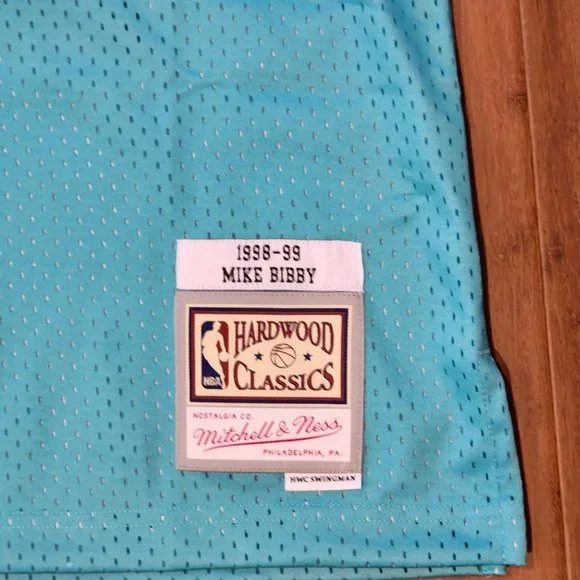 1998-99
MIKE BIBBY
HARDWOOD
CLASSICS
NBA
NOSTALGIA CO.
Mitchell & Ness
PHILADELPHIA, PA.
HWC SWINGMAN